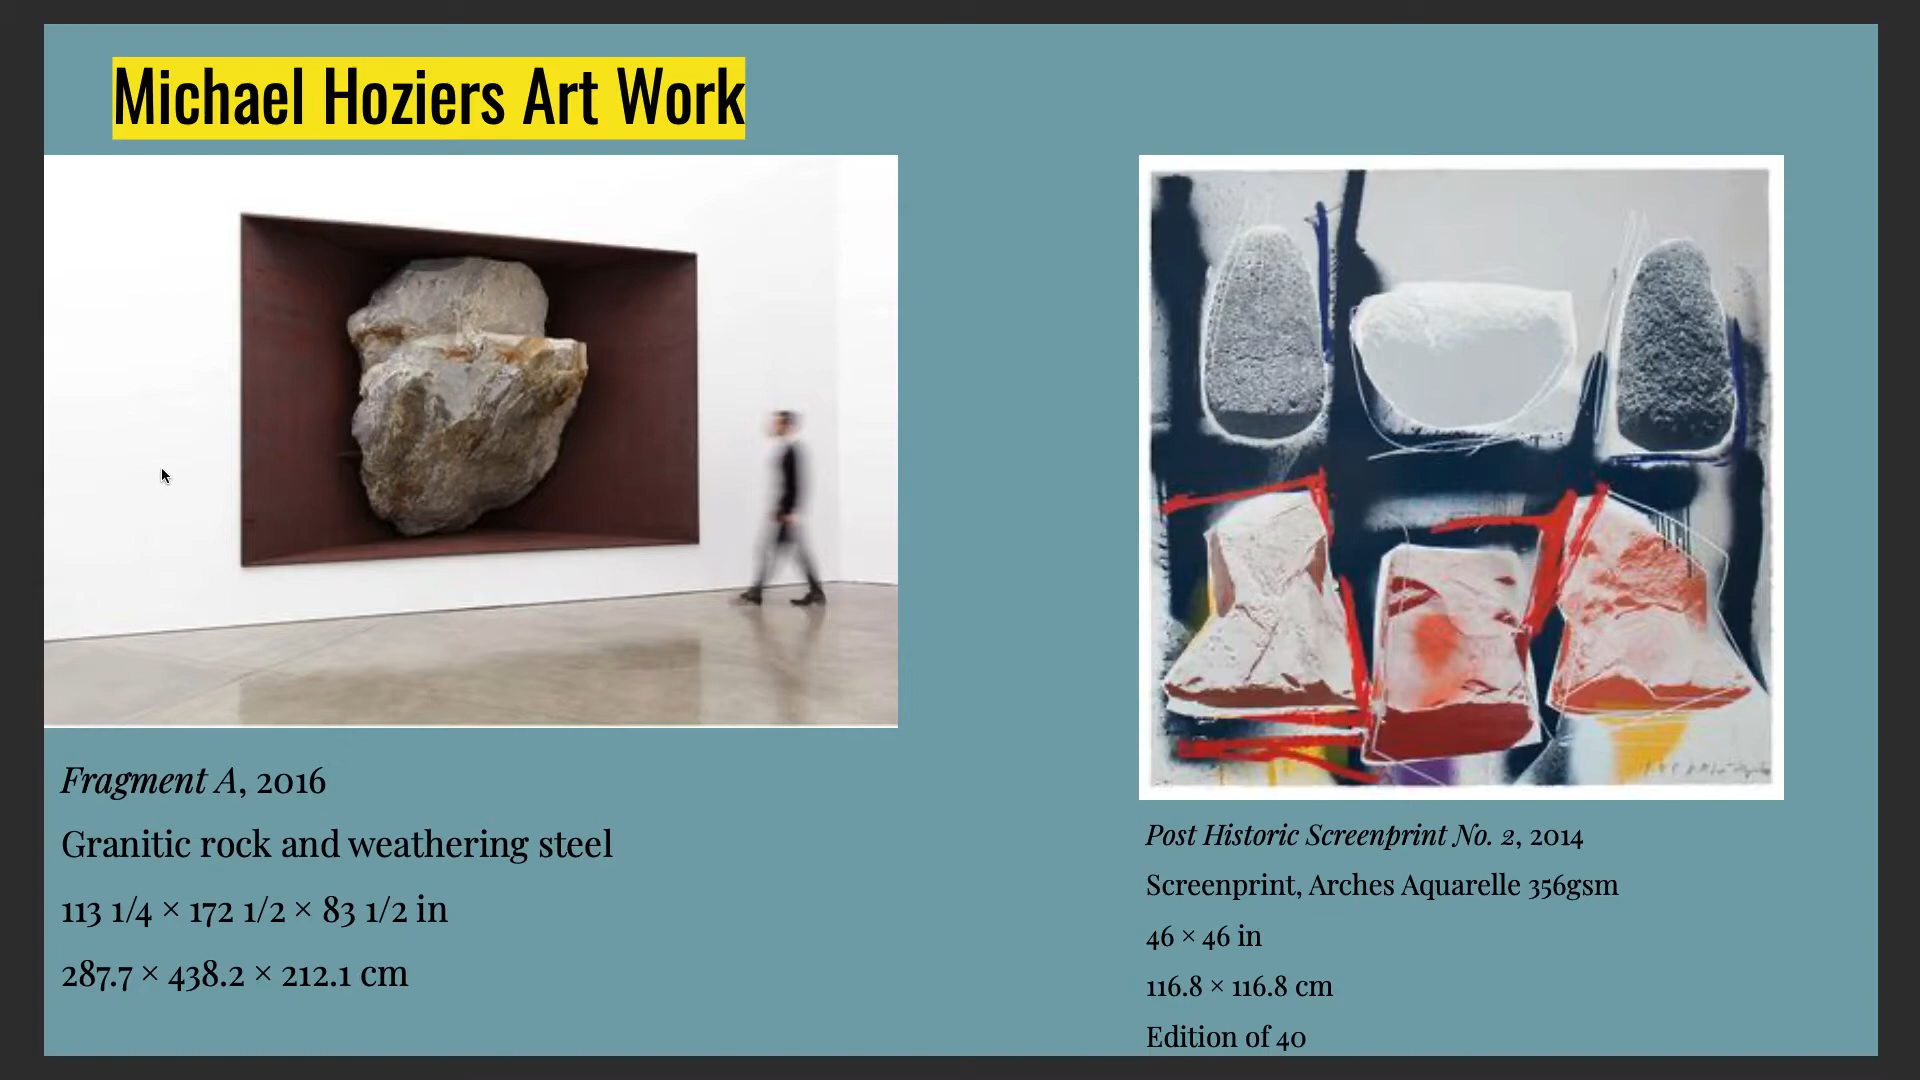 Michael Hoziers Art Work
Fragment A, 2016
Granitic rock and weathering steel
113 1/4 × 172 1/2 × 83 1/2 in
287.7 × 438.2 × 212.1 cm
Post Historic Screenprint No. 2, 2014
Screenprint, Arches Aquarelle 356gsm
46 × 46 in
116.8 × 116.8 cm
Edition of 40